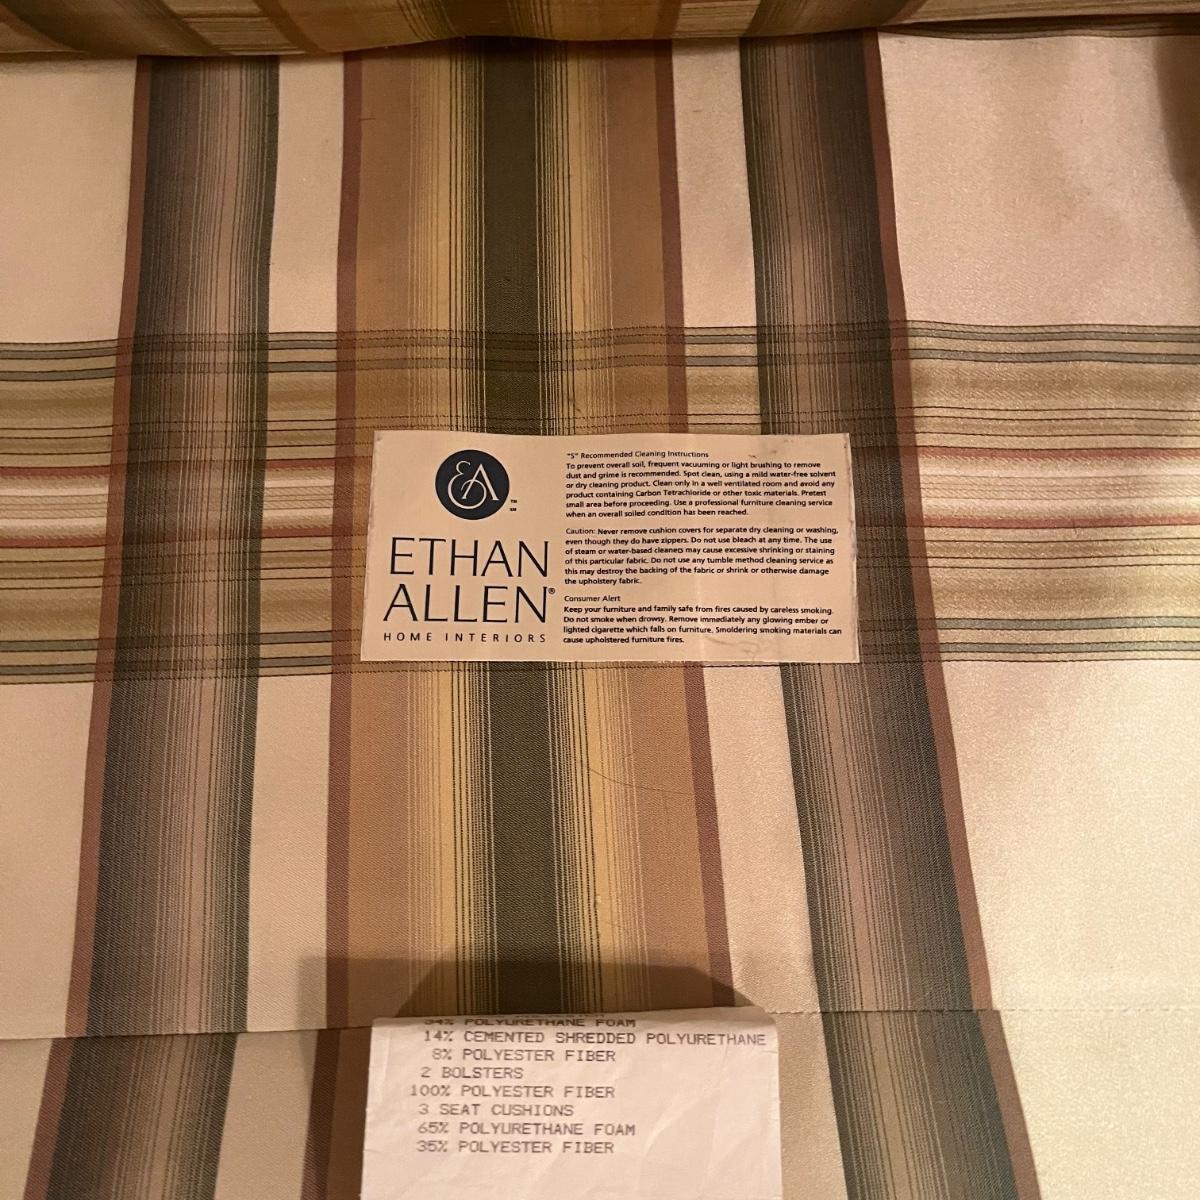 EA
TM
SM
ETHAN
ALLEN®
HOME INTERIORS
"S" Recommended Cleaning Instructions
To prevent overall soil, frequent vacuuming or light brushing to remove
dust and grime is recommended. Spot clean, using a mild water-free solvent
or dry cleaning product. Clean only in a well ventilated room and avoid any
product containing Carbon Tetrachloride or other toxic materials. Pretest
small area before proceeding. Use a professional furniture cleaning service
when an overall soiled condition has been reached.
Caution: Never remove cushion covers for separate dry cleaning or washing,
even though they do have zippers. Do not use bleach at any time. The use
of steam or water-based cleaners may cause excessive shrinking or staining
of this particular fabric. Do not use any tumble method cleaning service as
this may destroy the backing of the fabric or shrink or otherwise damage
the upholstery fabric.
Consumer Alert
Keep your furniture and family safe from fires caused by careless smoking.
Do not smoke when drowsy. Remove immediately any glowing ember or
lighted cigarette which falls on furniture. Smoldering smoking materials can
cause upholstered furniture fires.
POLYURETHANE FOAM
14% CEMENTED SHREDDED POLYURETHANE
8% POLYESTER FIBER
2 BOLSTERS
100% POLYESTER FIBER
3 SEAT CUSHIONS
65% POLYURETHANE FOAM
35% POLYESTER FIBER